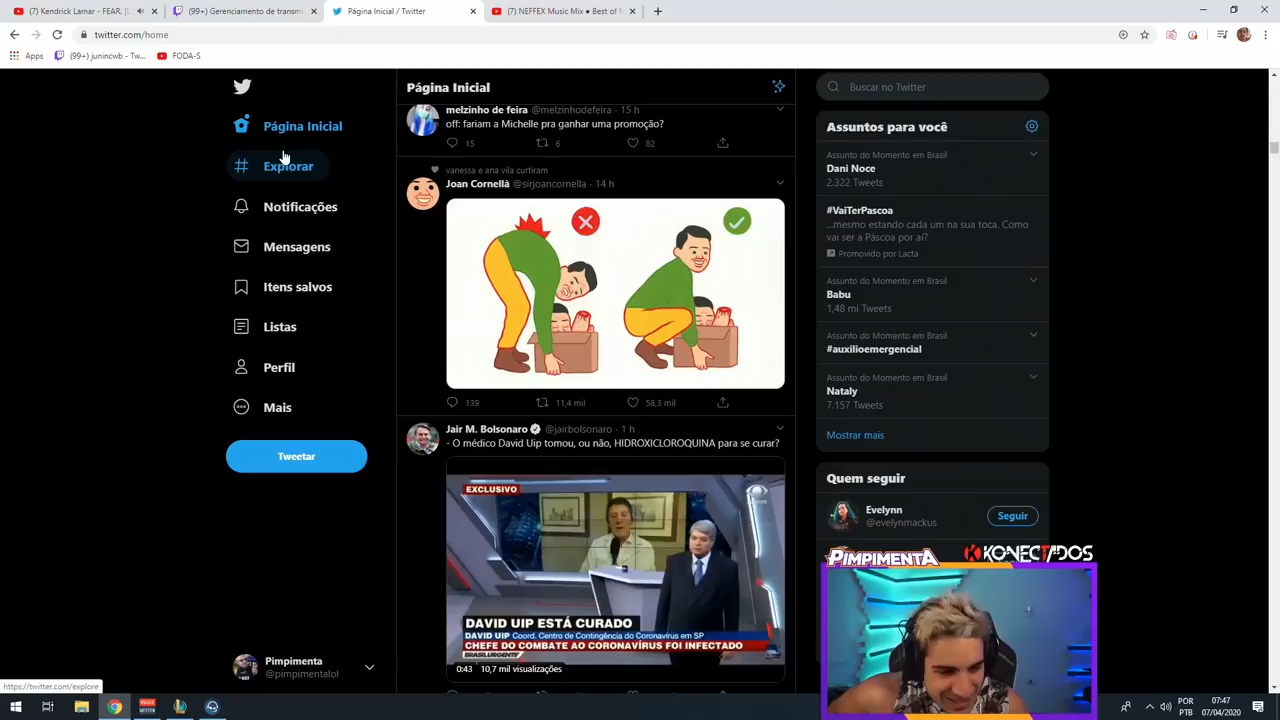 (7) Kendrick Lamar - FEAR. [L
(99+) Gerenciamento de transmi
Página Inicial / Twitter
(7) NEFFEX Music Mix ● Best of
twitter.com/home
Apps
(99+) junincwb - Tw...
FODA-S
Página Inicial
Explorar
Notificações
Mensagens
Itens salvos
Listas
Perfil
Mais
Tweetar
Pimpimenta
@pimpimentalol
https://twitter.com/explore
Página Inicial
melzinho de feira @melzinhodefeira · 15 h
off: fariam a Michelle pra ganhar uma promoção?
15 6 82
vanessa e ana vila curtiram
Joan Cornellà @sirjoancornella · 14 h
139 11,4 mil 58,3 mil
Jair M. Bolsonaro @jairbolsonaro · 1 h
- O médico David Uip tomou, ou não, HIDROXICLOROQUINA para se curar?
EXCLUSIVO
DAVID UIP ESTÁ CURADO
DAVID UIP Coord. Centro de Contingência do Coronavírus em SP
CHEFE DO COMBATE AO CORONAVÍRUS FOI INFECTADO
BRASILURGENTE
0:43 10,7 mil visualizações
Buscar no Twitter
Assuntos para você
Assunto do Momento em Brasil
Dani Noce
2.322 Tweets
#VaiTerPascoa
...mesmo estando cada um na sua toca. Como
vai ser a Páscoa por aí?
Promovido por Lacta
Assunto do Momento em Brasil
Babu
1,48 mi Tweets
Assunto do Momento em Brasil
#auxilioemergencial
Assunto do Momento em Brasil
Nataly
7.157 Tweets
Mostrar mais
Quem seguir
Evelynn
@evelynmackus
Seguir
PIMPIMENTA
KONECTADOS
POR
PTB
07:47
07/04/2020